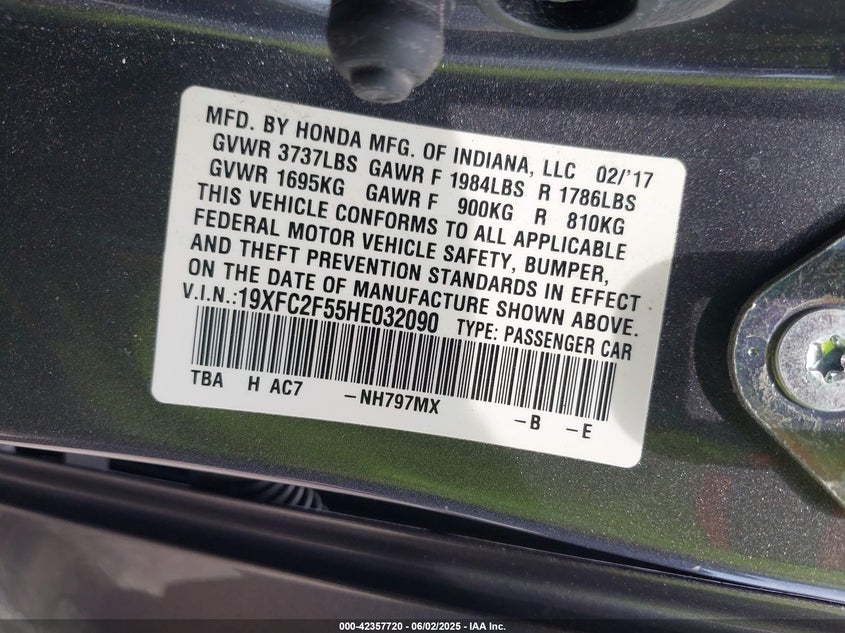 MFD. BY HONDA MFG. OF INDIANA, LLC 02/'17
GVWR 3737LBS GAWR F 1984LBS R 1786LBS
GVWR 1695KG GAWR F 900KG R 810KG
THIS VEHICLE CONFORMS TO ALL APPLICABLE
FEDERAL MOTOR VEHICLE SAFETY, BUMPER,
AND THEFT PREVENTION STANDARDS IN EFFECT
ON THE DATE OF MANUFACTURE SHOWN ABOVE.
V.I.N.:19XFC2F55HE032090 TYPE: PASSENGER CAR
TBA H AC7 -NH797MX -B -E
000-42357720 - 06/02/2025 - IAA Inc.